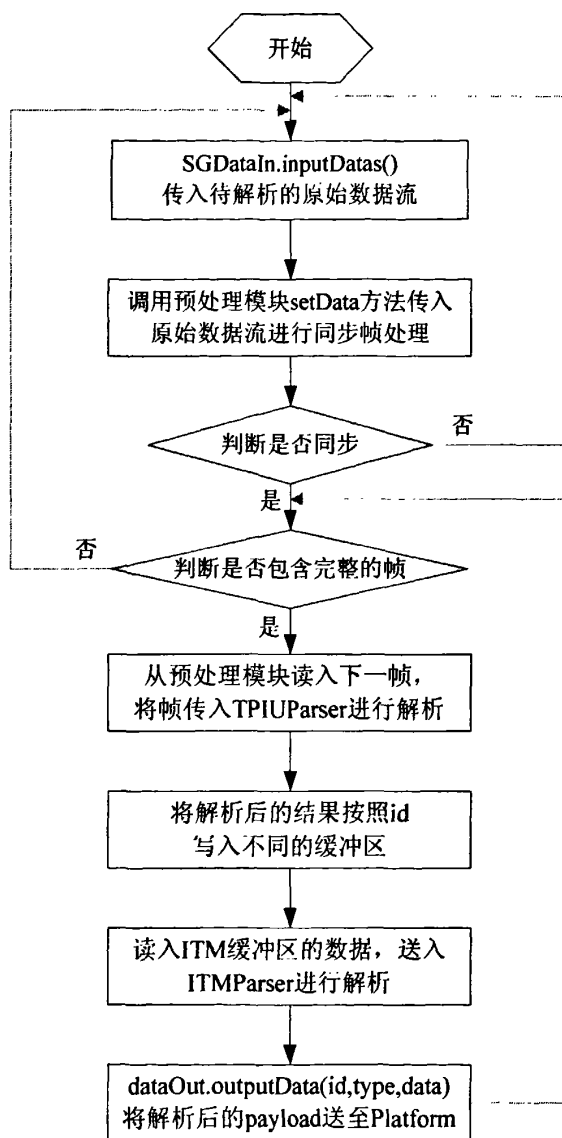 开始
SGDataIn.inputDatas()
传入待解析的原始数据流
调用预处理模块setData方法传入
原始数据流进行同步帧处理
判断是否同步
否
是
否
判断是否包含完整的帧
是
从预处理模块读入下一帧，
将帧传入TPIUParser进行解析
将解析后的结果按照id
写入不同的缓冲区
读入ITM缓冲区的数据，送入
ITMParser进行解析
dataOut.outputData(id,type,data)
将解析后的payload送至Platform